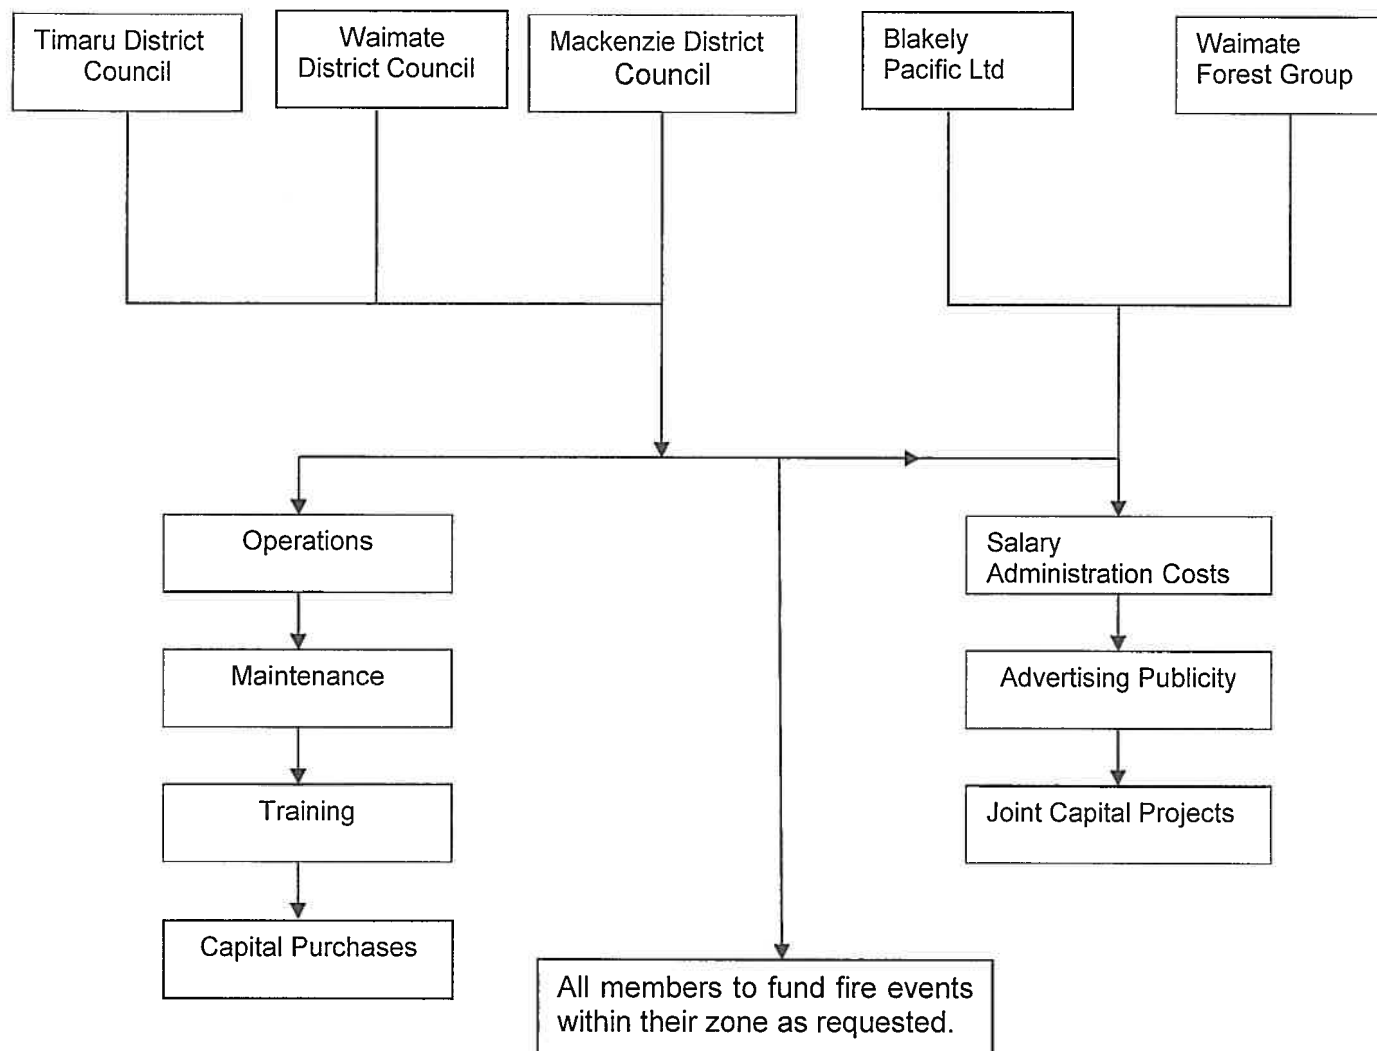 Timaru District
Council
Waimate
District Council
Mackenzie District
Council
Blakely
Pacific Ltd
Waimate
Forest Group
Operations
Maintenance
Training
Capital Purchases
Salary
Administration Costs
Advertising Publicity
Joint Capital Projects
All members to fund fire events
within their zone as requested.